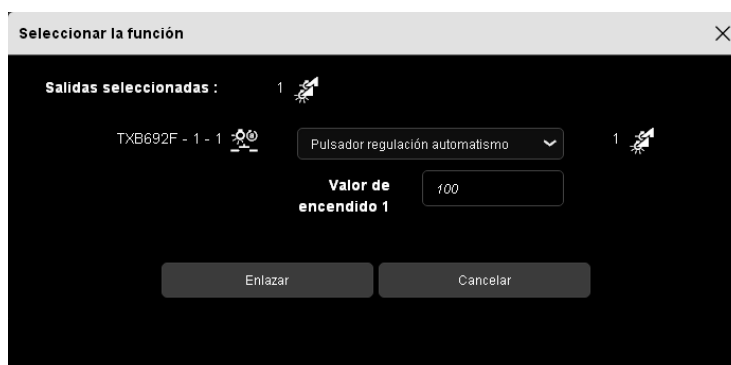 Seleccionar la función
Salidas seleccionadas : 1
TXB692F - 1 - 1 Pulsador regulación automatismo 1
Valor de
encendido 1
100
Enlazar Cancelar